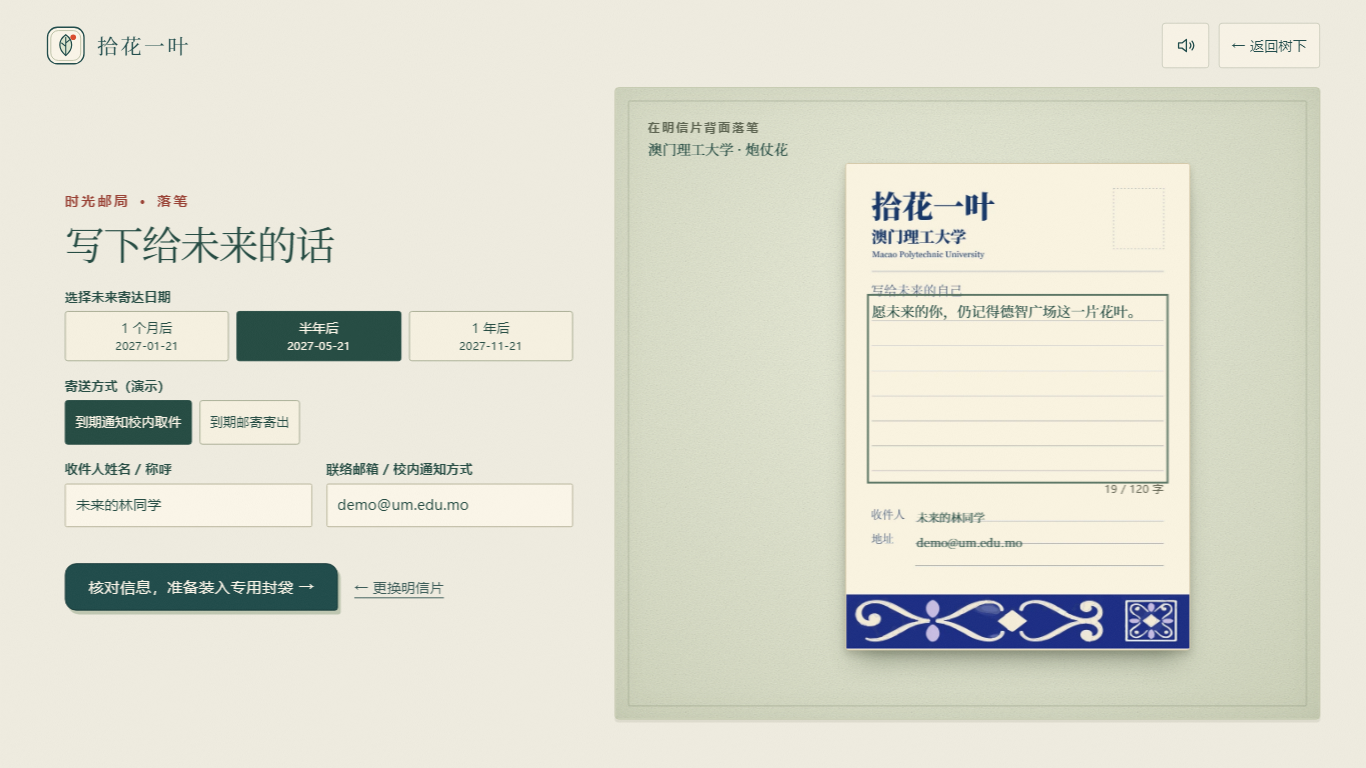 拾花一叶
← 返回树下
时光邮局 • 落笔
写下给未来的话
选择未来寄达日期
1 个月后
2027-01-21
半年后
2027-05-21
1 年后
2027-11-21
寄送方式（演示）
到期通知校内取件
到期邮寄寄出
收件人姓名 / 称呼
未来的林同学
联络邮箱 / 校内通知方式
demo@um.edu.mo
核对信息，准备装入专用封袋 →
← 更换明信片
在明信片背面落笔
澳门理工大学 · 炮仗花
拾花一叶
澳门理工大学
Macao Polytechnic University
写给未来的自己
愿未来的你，仍记得德智广场这一片花叶。
19 / 120 字
收件人 未来的林同学
地址 demo@um.edu.mo